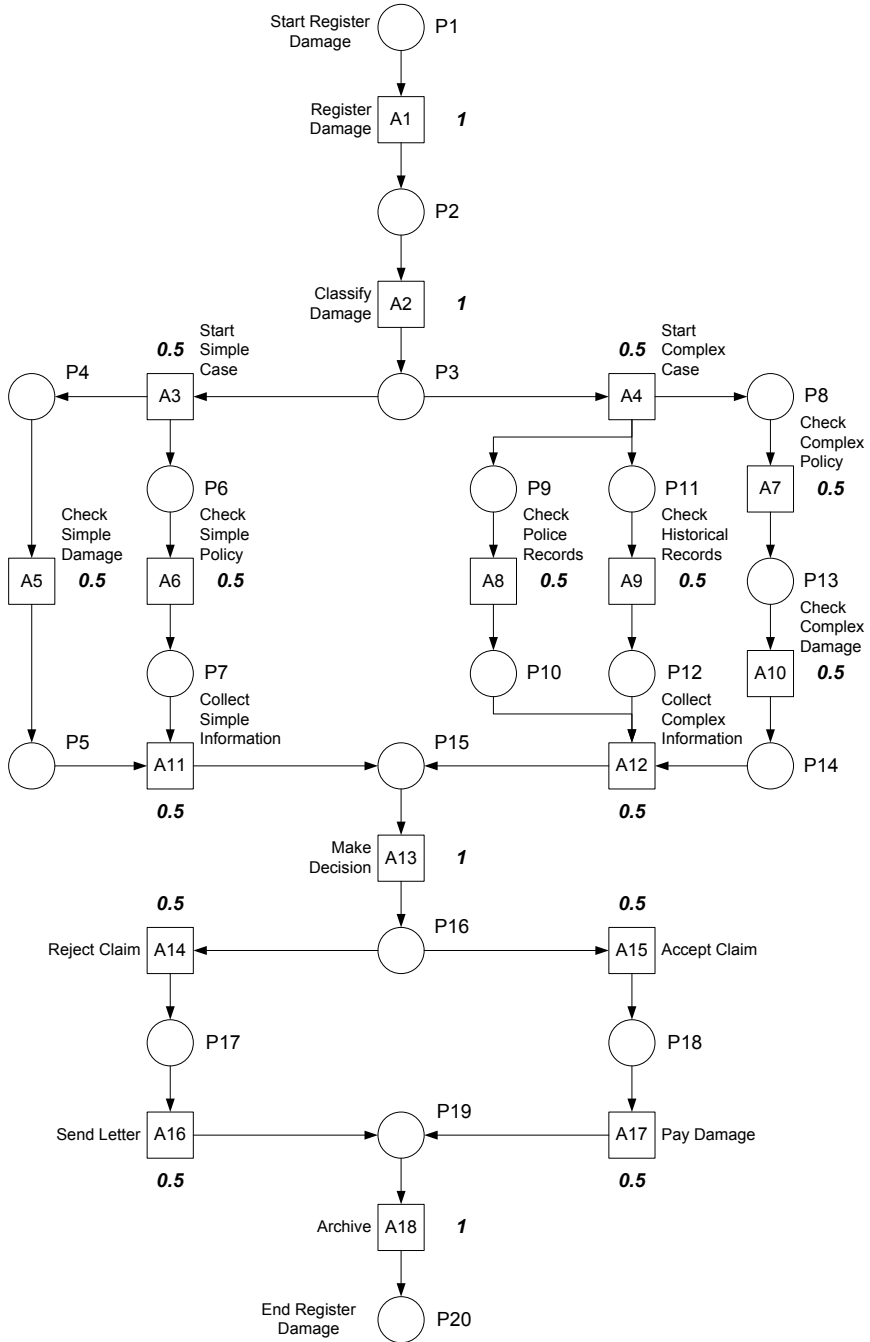 Start Register
Damage
P1
Register
Damage
A1
1
P2
Classify
Damage
A2
1
0.5
Start
Simple
Case
0.5
Start
Complex
Case
P4
A3
P3
A4
P8
Check
Complex
Policy
P6
P9
P11
A7
0.5
Check
Simple
Damage
Check
Simple
Policy
Check
Police
Records
Check
Historical
Records
A5
0.5
A6
0.5
A8
0.5
A9
0.5
P13
Check
Complex
Damage
P7
P10
P12
A10
0.5
Collect
Simple
Information
Collect
Complex
Information
P5
A11
P15
A12
P14
0.5
0.5
Make
Decision
A13
1
0.5
0.5
Reject Claim
A14
P16
A15
Accept Claim
P17
P18
Send Letter
A16
P19
A17
Pay Damage
0.5
0.5
Archive
A18
1
End Register
Damage
P20